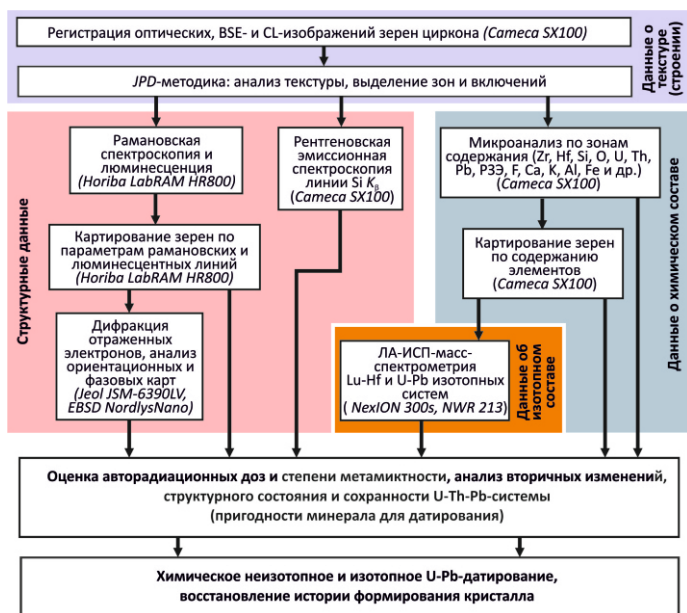 Регистрация оптических, BSE- и CL-изображений зерен циркона (Cameca SX100)
JPD-методика: анализ текстуры, выделение зон и включений
Данные о
текстуре
(строении)
Структурные данные
Рамановская
спектроскопия и
люминесценция
(Horiba LabRAM HR800)
Рентгеновская
эмиссионная
спектроскопия
линии Si Kβ
(Cameca SX100)
Микроанализ по зонам
содержания (Zr, Hf, Si, O, U, Th,
Pb, РЗЭ, F, Ca, K, Al, Fe и др.)
(Cameca SX100)
Данные о химическом составе
Картирование зерен по
параметрам рамановских и
люминесцентных линий
(Horiba LabRAM HR800)
Картирование зерен
по содержанию
элементов
(Cameca SX100)
Дифракция
отраженных
электронов, анализ
ориентационных и
фазовых карт
(Jeol JSM-6390LV,
EBSD NordlysNano)
ЛА-ИСП-масс-
спектрометрия
Lu-Hf и U-Pb изотопных
систем
( NexION 300s, NWR 213)
Данные об
изотопном
составе
Оценка авторадиационных доз и степени метамиктности, анализ вторичных изменений,
структурного состояния и сохранности U-Th-Pb-системы
(пригодности минерала для датирования)
Химическое неизотопное и изотопное U-Pb-датирование,
восстановление истории формирования кристалла